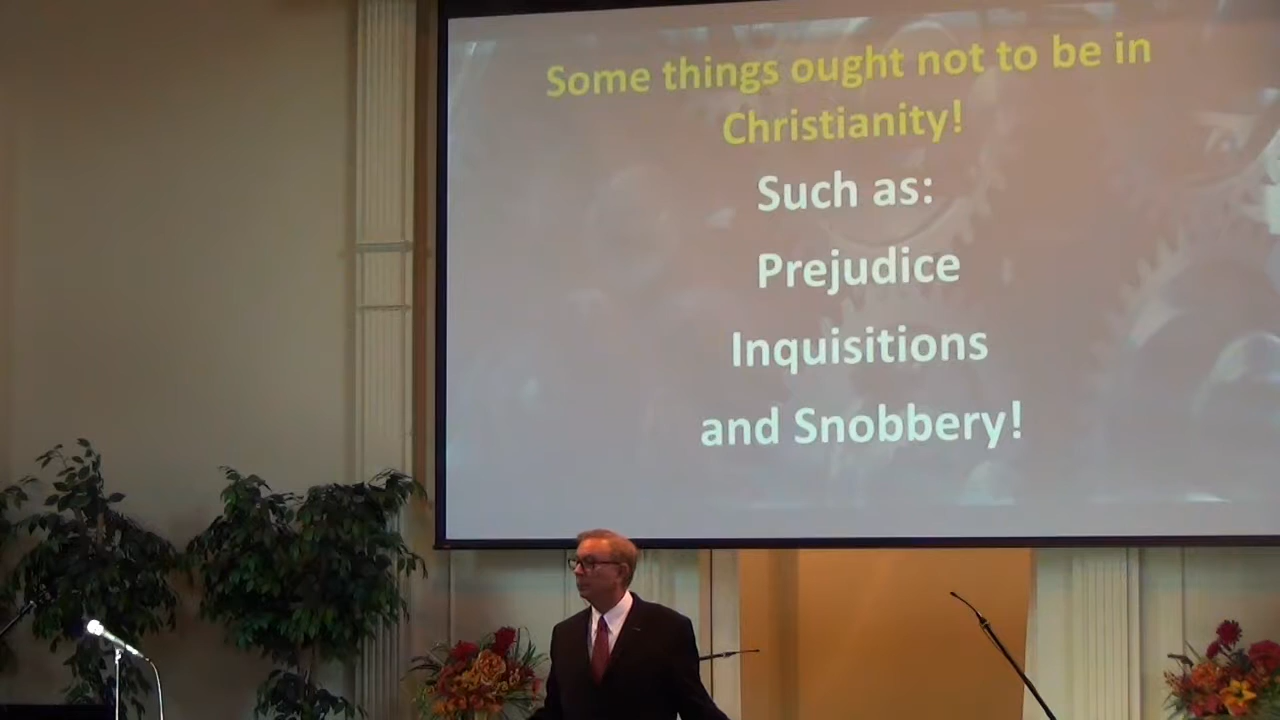 Some things ought not to be in
Christianity!
Such as:
Prejudice
Inquisitions
and Snobbery!